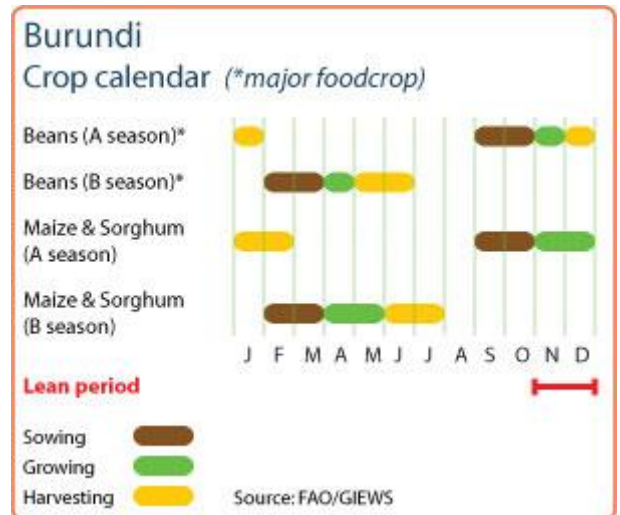 Burundi
Crop calendar (*major foodcrop)
Beans (A season)*
Beans (B season)*
Maize & Sorghum
(A season)
Maize & Sorghum
(B season)
J F M A M J J A S O N D
Lean period
Sowing
Growing
Harvesting
Source: FAO/GIEWS